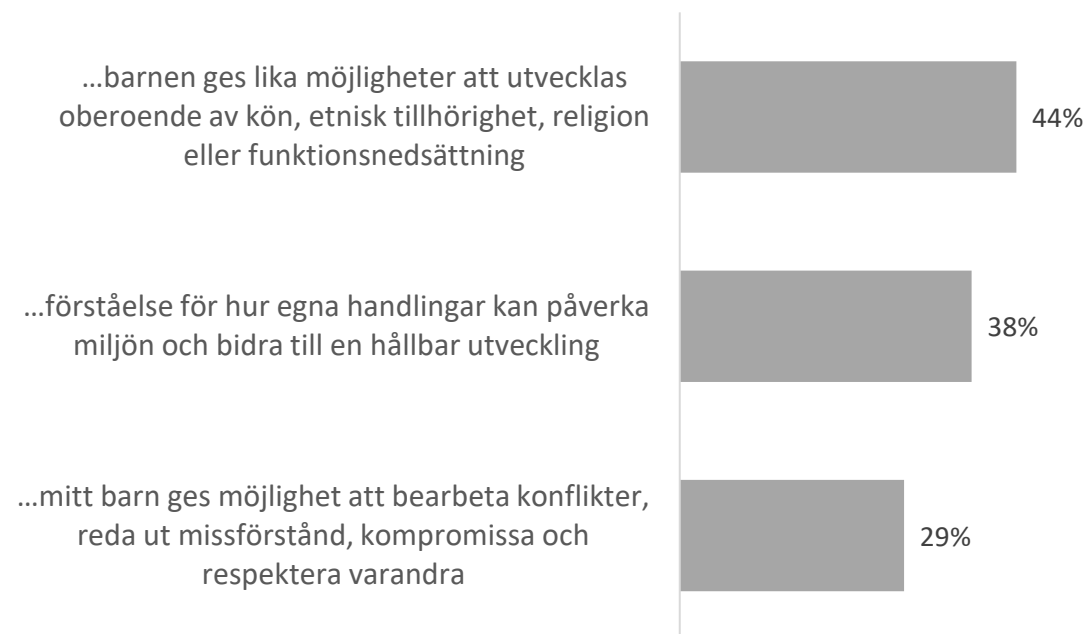 …barnen ges lika möjligheter att utvecklas
oberoende av kön, etnisk tillhörighet, religion
eller funktionsnedsättning
44%
…förståelse för hur egna handlingar kan påverka
miljön och bidra till en hållbar utveckling
38%
…mitt barn ges möjlighet att bearbeta konflikter,
reda ut missförstånd, kompromissa och
respektera varandra
29%